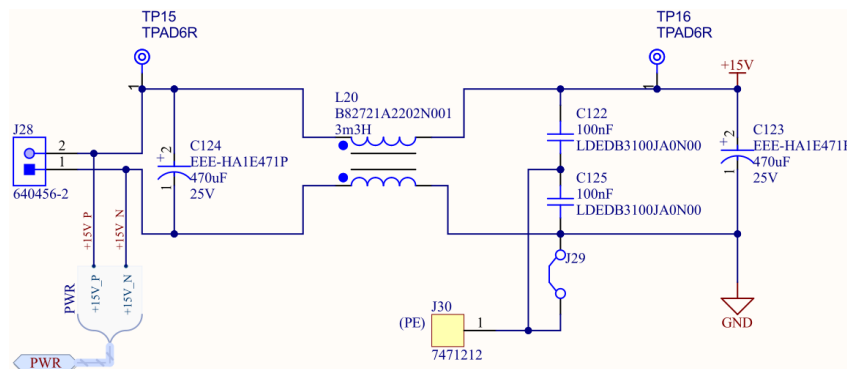 TP15
TPAD6R
1
TP16
TPAD6R
1
+15V
L20
B82721A2202N001
3m3H
J28
2
1
640456-2
+
2
1
C124
EEE-HA1E471P
470uF
25V
C122
100nF
LDEDB3100JA0N00
C125
100nF
LDEDB3100JA0N00
+
2
1
C123
EEE-HA1E471
470uF
25V
+15V_P
+15V_N
+15V_P
+15V_N
PWR
PWR
J29
J30
(PE)
1
7471212
GND